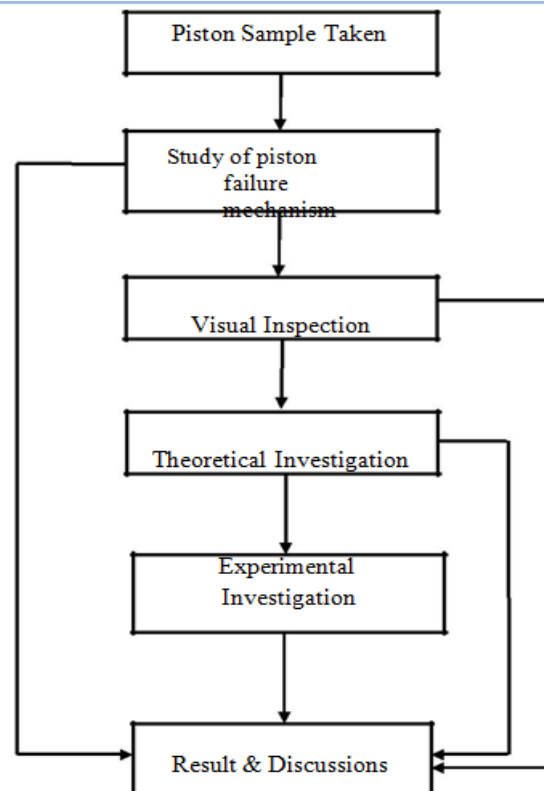 Piston Sample Taken
Study of piston
failure
mechanism
Visual Inspection
Theoretical Investigation
Experimental
Investigation
Result & Discussions